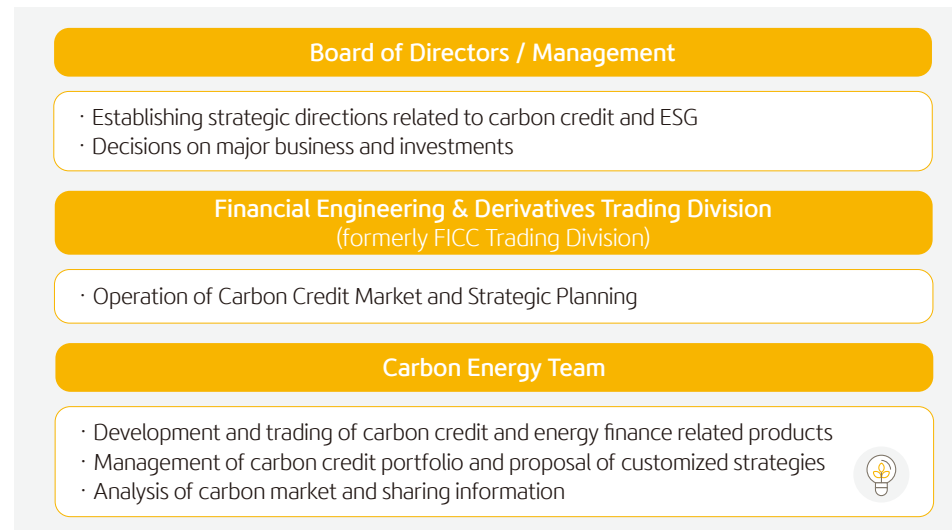 Board of Directors / Management
· Establishing strategic directions related to carbon credit and ESG
· Decisions on major business and investments
Financial Engineering & Derivatives Trading Division
(formerly FICC Trading Division)
· Operation of Carbon Credit Market and Strategic Planning
Carbon Energy Team
· Development and trading of carbon credit and energy finance related products
· Management of carbon credit portfolio and proposal of customized strategies
· Analysis of carbon market and sharing information